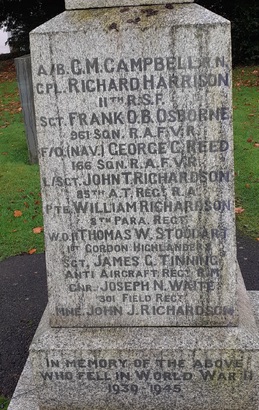 A/B. C.M. CAMPBELL R.N.
CPL. RICHARD HARRISON
11TH R.S.F.
SGT. FRANK O.B. OSBORNE
961 SQN. R.A.F.V.R.
F/O.(NAV.) GEORGE G. REED
166 SQN. R.A.F.V.R.
L/SGT. JOHN T. RICHARDSON
85TH A.T. REGT. R.A.
PTE. WILLIAM RICHARDSON
8TH PARA. REGT.
W.O.II THOMAS W. STODDART
1ST GORDON HIGHLANDERS
SGT. JAMES G. TINNING
ANTI AIRCRAFT REGT. R.M.
GNR. JOSEPH N. WAITE
301 FIELD REGT.
MNE. JOHN J. RICHARDSON
IN MEMORY OF THE ABOVE
WHO FELL IN WORLD WAR II
1939-1945